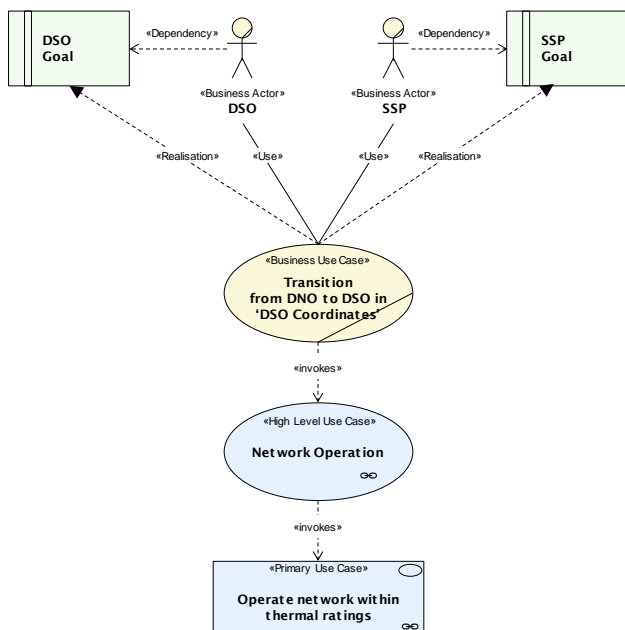 DSO
Goal
«Dependency»
«Dependency»
SSP
Goal
«Business Actor»
DSO
«Business Actor»
SSP
«Realisation»
«Use»
«Use»
«Realisation»
«Business Use Case»
Transition
from DNO to DSO in
‘DSO Coordinates’
«invokes»
«High Level Use Case»
Network Operation
«invokes»
«Primary Use Case»
Operate network within
thermal ratings